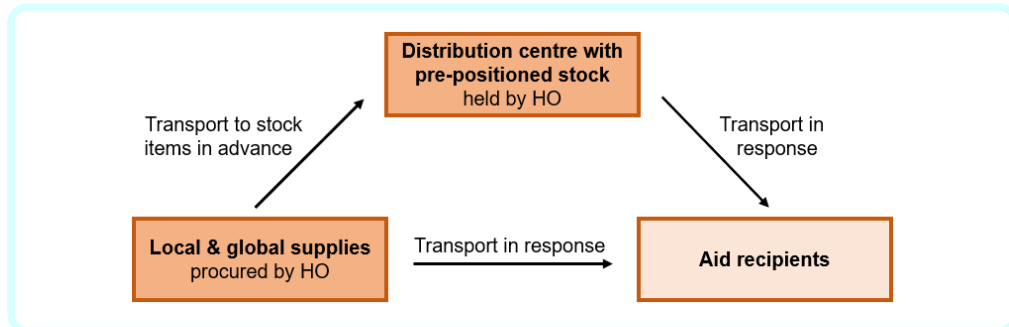 Distribution centre with
pre-positioned stock
held by HO
Transport to stock
items in advance
Transport in
response
Local & global supplies
procured by HO
Transport in response
Aid recipients